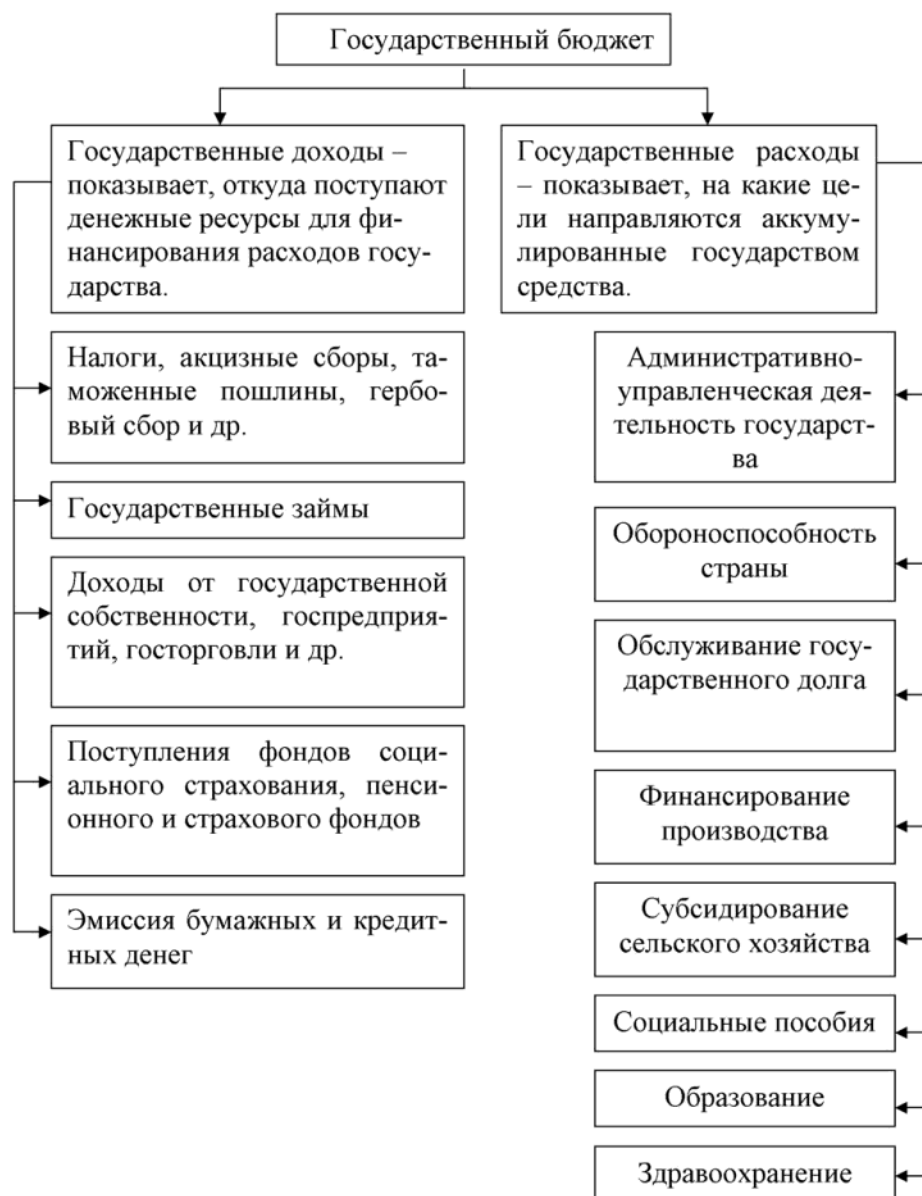 Государственный бюджет
Государственные доходы –
показывает, откуда поступают
денежные ресурсы для фи-
нансирования расходов госу-
дарства.
Налоги, акцизные сборы, та-
моженные пошлины, гербо-
вый сбор и др.
Государственные займы
Доходы от государственной
собственности, госпредприя-
тий, госторговли и др.
Поступления фондов соци-
ального страхования, пенси-
онного и страхового фондов
Эмиссия бумажных и кредит-
ных денег
Государственные расходы
– показывает, на какие це-
ли направляются аккуму-
лированные государством
средства.
Административно-
управленческая дея-
тельность государст-
ва
Обороноспособность
страны
Обслуживание госу-
дарственного долга
Финансирование
производства
Субсидирование
сельского хозяйства
Социальные пособия
Образование
Здравоохранение